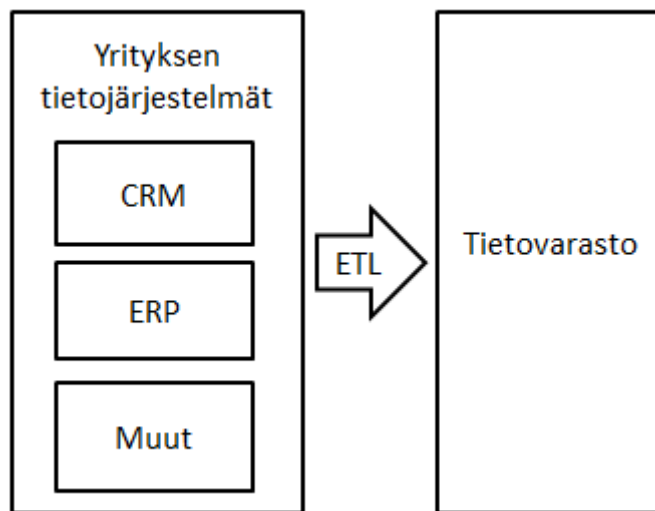 Yrityksen
tietojärjestelmät
CRM
ERP
Muut
ETL
Tietovarasto